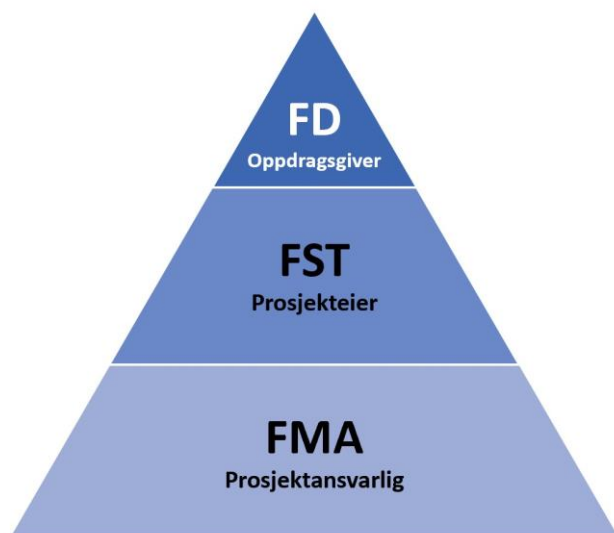 FD
Oppdragsgiver
FST
Prosjekteier
FMA
Prosjektansvarlig